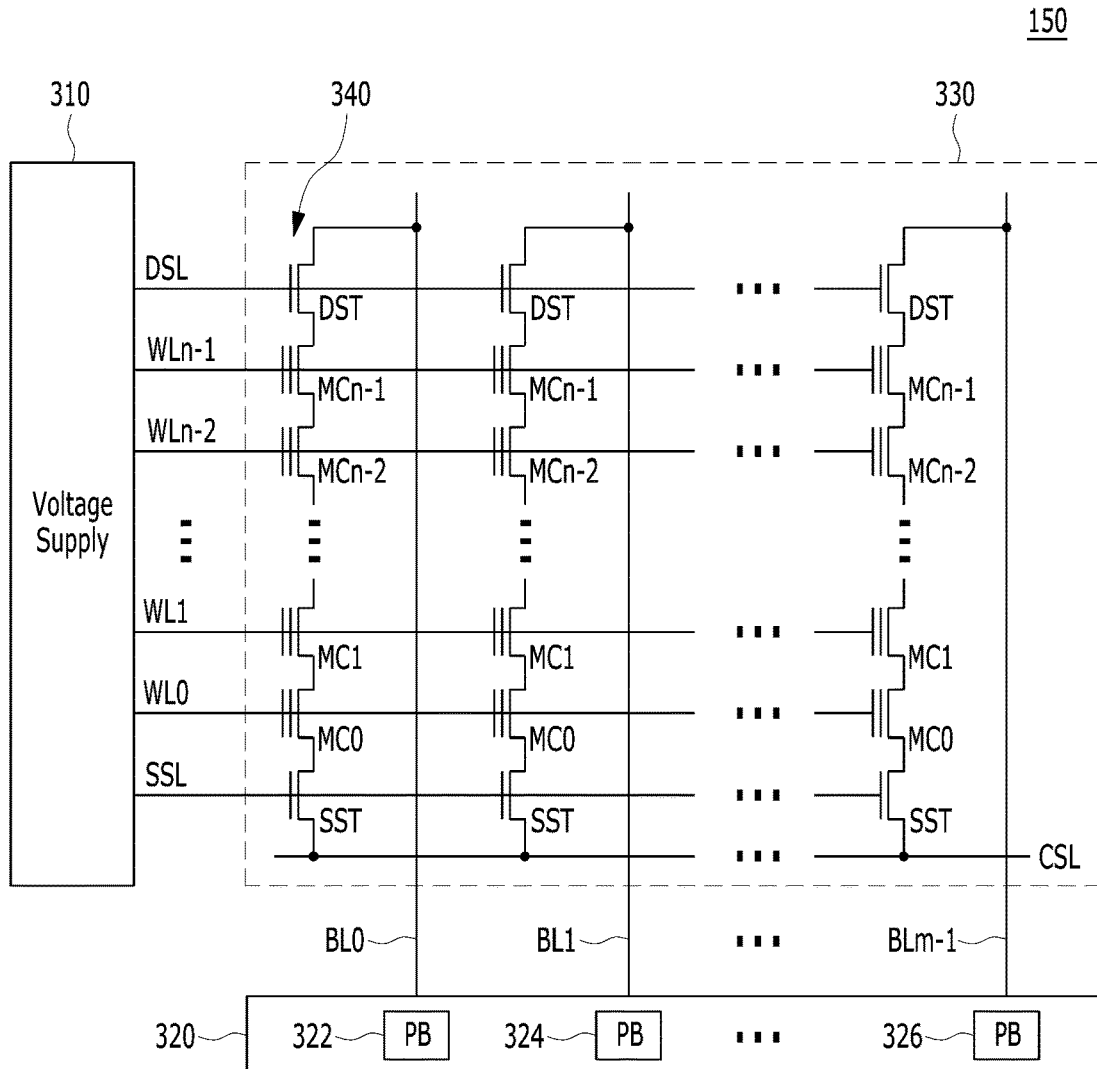 150
310
340
330
DSL
DST DST DST
WLn-1
MCn-1 MCn-1 MCn-1
WLn-2
MCn-2 MCn-2 MCn-2
Voltage
Supply
WL1
MC1 MC1 MC1
WL0
MC0 MC0 MC0
SSL
SST SST SST
CSL
BL0 BL1 BLm-1
320 322 PB 324 PB 326 PB